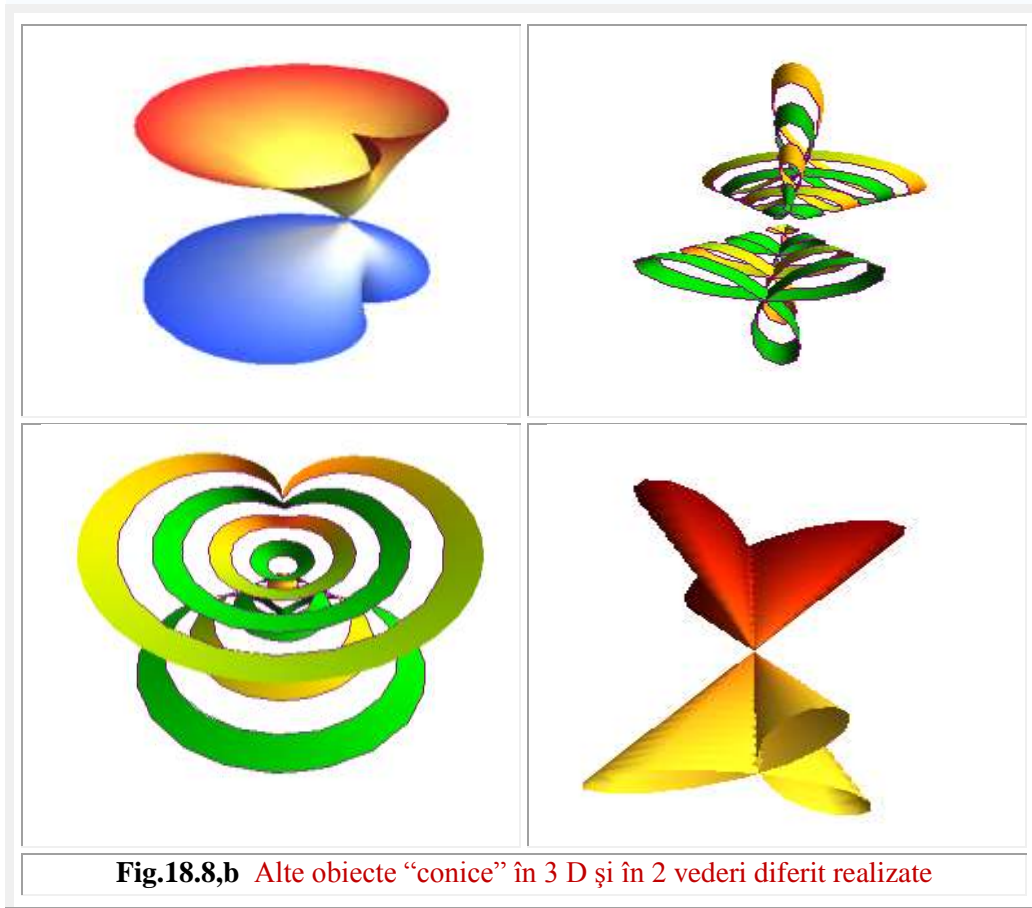 Fig.18.8,b Alte obiecte “conice” în 3 D şi în 2 vederi diferit realizate